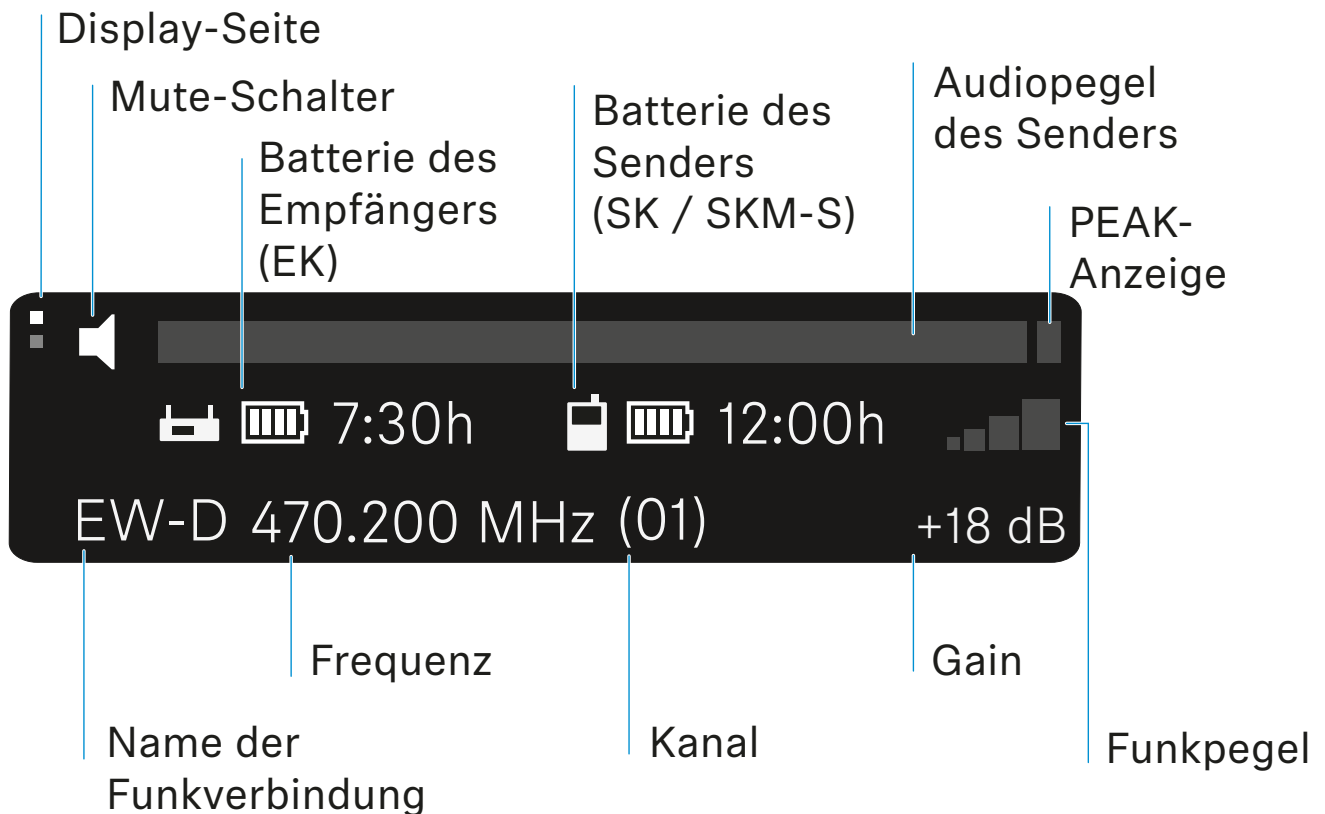 Display-Seite
Mute-Schalter
Batterie des
Empfängers
(EK)
Batterie des
Senders
(SK / SKM-S)
Audiopegel
des Senders
PEAK-
Anzeige
7:30h 12:00h
EW-D 470.200 MHz (01) +18 dB
Frequenz
Gain
Name der
Funkverbindung
Kanal
Funkpegel